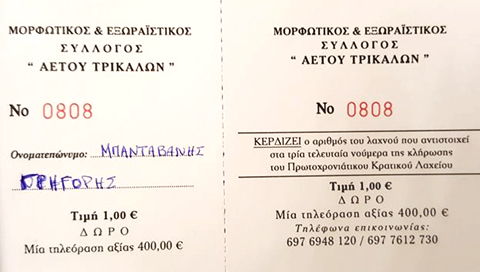 ΜΟΡΦΩΤΙΚΟΣ & ΕΞΩΡΑΪΣΤΙΚΟΣ
ΣΥΛΛΟΓΟΣ
“ ΑΕΤΟΥ ΤΡΙΚΑΛΩΝ ”
No 0808
Ονοματεπώνυμο: ΜΠΑΝΤΑΒΑΝΗΣ
ΓΡΗΓΟΡΗΣ
Τιμή 1,00 €
ΔΩΡΟ
Μία τηλεόραση αξίας 400,00 €
ΜΟΡΦΩΤΙΚΟΣ & ΕΞΩΡΑΪΣΤΙΚΟΣ
ΣΥΛΛΟΓΟΣ
“ ΑΕΤΟΥ ΤΡΙΚΑΛΩΝ ”
No 0808
ΚΕΡΔΙΖΕΙ ο αριθμός του λαχνού που αντιστοιχεί
στα τρία τελευταία νούμερα της κλήρωσης
του Πρωτοχρονιάτικου Κρατικού Λαχείου
Τιμή 1,00 €
ΔΩΡΟ
Μία τηλεόραση αξίας 400,00 €
Τηλέφωνα επικοινωνίας:
697 6948 120 / 697 7612 730